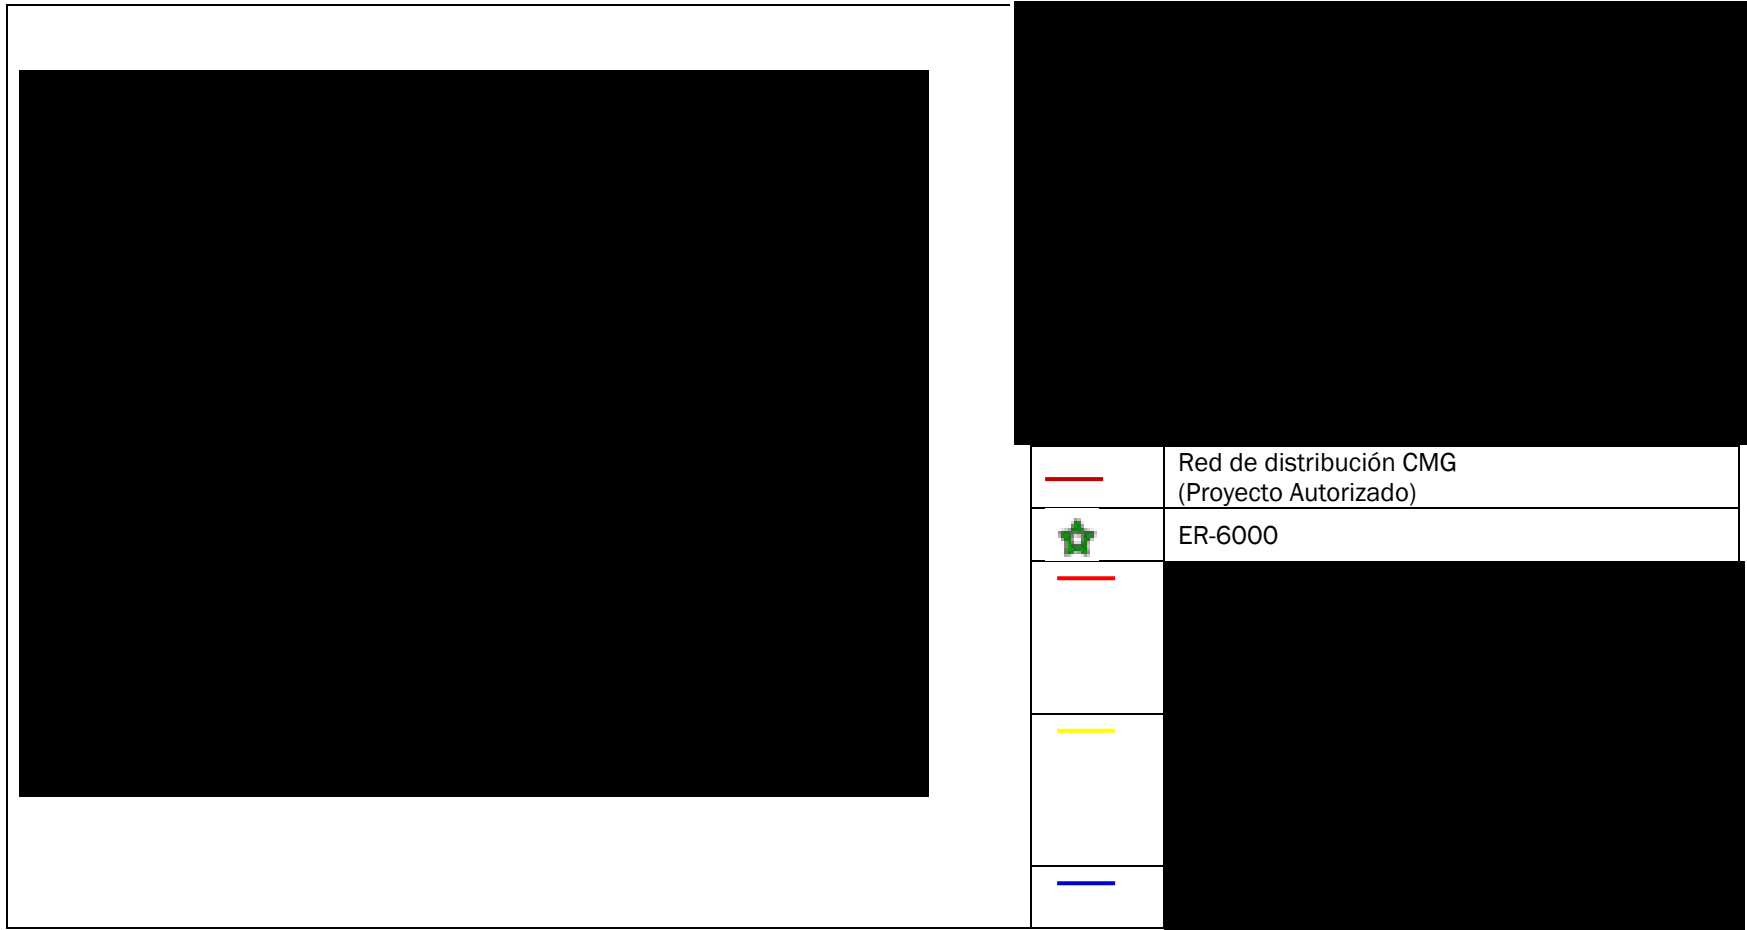 Red de distribución CMG
(Proyecto Autorizado)
ER-6000